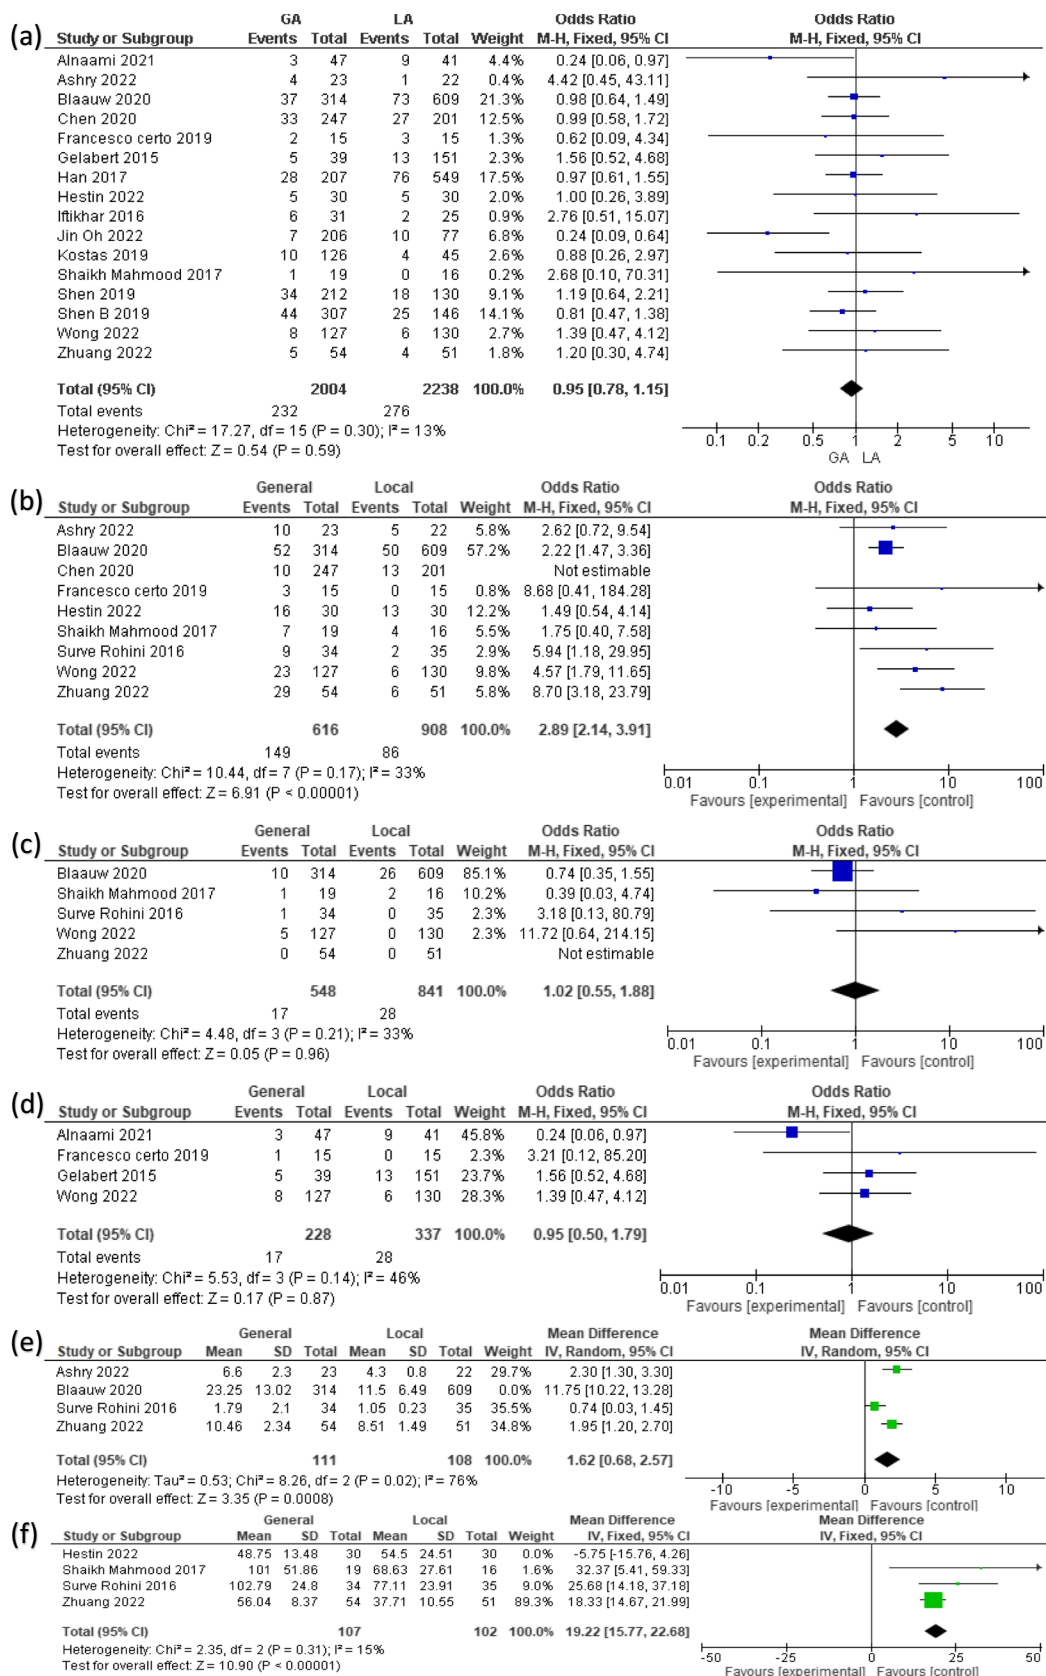 (a)
GA LA Odds Ratio Odds Ratio
Study or Subgroup Events Total Events Total Weight M-H, Fixed, 95% CI M-H, Fixed, 95% CI
Alnaami 2021 3 47 9 41 4.4% 0.24 [0.06, 0.97]
Ashry 2022 4 23 1 22 0.4% 4.42 [0.45, 43.11]
Blaauw 2020 37 314 73 609 21.3% 0.98 [0.64, 1.49]
Chen 2020 33 247 27 201 12.5% 0.99 [0.58, 1.72]
Francesco certo 2019 2 15 3 15 1.3% 0.62 [0.09, 4.34]
Gelabert 2015 5 39 13 151 2.3% 1.56 [0.52, 4.68]
Han 2017 28 207 76 549 17.5% 0.97 [0.61, 1.55]
Hestin 2022 5 30 5 30 2.0% 1.00 [0.26, 3.89]
Iftikhar 2016 6 31 2 25 0.9% 2.76 [0.51, 15.07]
Jin Oh 2022 7 206 10 77 6.8% 0.24 [0.09, 0.64]
Kostas 2019 10 126 4 45 2.6% 0.88 [0.26, 2.97]
Shaikh Mahmood 2017 1 19 0 16 0.2% 2.68 [0.10, 70.31]
Shen 2019 34 212 18 130 9.1% 1.19 [0.64, 2.21]
Shen B 2019 44 307 25 146 14.1% 0.81 [0.47, 1.38]
Wong 2022 8 127 6 130 2.7% 1.39 [0.47, 4.12]
Zhuang 2022 5 54 4 51 1.8% 1.20 [0.30, 4.74]
Total (95% CI) 2004 2238 100.0% 0.95 [0.78, 1.15]
Total events 232 276
Heterogeneity: Chi² = 17.27, df = 15 (P = 0.30); I² = 13%
Test for overall effect: Z = 0.54 (P = 0.59)
0.1 0.2 0.5 1 2 5 10
GA LA
(b)
General Local Odds Ratio Odds Ratio
Study or Subgroup Events Total Events Total Weight M-H, Fixed, 95% CI M-H, Fixed, 95% CI
Ashry 2022 10 23 5 22 5.8% 2.62 [0.72, 9.54]
Blaauw 2020 52 314 50 609 57.2% 2.22 [1.47, 3.36]
Chen 2020 10 247 13 201 Not estimable
Francesco certo 2019 3 15 0 15 0.8% 8.68 [0.41, 184.28]
Hestin 2022 16 30 13 30 12.2% 1.49 [0.54, 4.14]
Shaikh Mahmood 2017 7 19 4 16 5.5% 1.75 [0.40, 7.58]
Surve Rohini 2016 9 34 2 35 2.9% 5.94 [1.18, 29.95]
Wong 2022 23 127 6 130 9.8% 4.57 [1.79, 11.65]
Zhuang 2022 29 54 6 51 5.8% 8.70 [3.18, 23.79]
Total (95% CI) 616 908 100.0% 2.89 [2.14, 3.91]
Total events 149 86
Heterogeneity: Chi² = 10.44, df = 7 (P = 0.17); I² = 33%
Test for overall effect: Z = 6.91 (P < 0.00001)
0.01 0.1 1 10 100
Favours [experimental] Favours [control]
(c)
General Local Odds Ratio Odds Ratio
Study or Subgroup Events Total Events Total Weight M-H, Fixed, 95% CI M-H, Fixed, 95% CI
Blaauw 2020 10 314 26 609 85.1% 0.74 [0.35, 1.55]
Shaikh Mahmood 2017 1 19 2 16 10.2% 0.39 [0.03, 4.74]
Surve Rohini 2016 1 34 0 35 2.3% 3.18 [0.13, 80.79]
Wong 2022 5 127 0 130 2.3% 11.72 [0.64, 214.15]
Zhuang 2022 0 54 0 51 Not estimable
Total (95% CI) 548 841 100.0% 1.02 [0.55, 1.88]
Total events 17 28
Heterogeneity: Chi² = 4.48, df = 3 (P = 0.21); I² = 33%
Test for overall effect: Z = 0.05 (P = 0.96)
0.01 0.1 1 10 100
Favours [experimental] Favours [control]
(d)
General Local Odds Ratio Odds Ratio
Study or Subgroup Events Total Events Total Weight M-H, Fixed, 95% CI M-H, Fixed, 95% CI
Alnaami 2021 3 47 9 41 45.8% 0.24 [0.06, 0.97]
Francesco certo 2019 1 15 0 15 2.3% 3.21 [0.12, 85.20]
Gelabert 2015 5 39 13 151 23.7% 1.56 [0.52, 4.68]
Wong 2022 8 127 6 130 28.3% 1.39 [0.47, 4.12]
Total (95% CI) 228 337 100.0% 0.95 [0.50, 1.79]
Total events 17 28
Heterogeneity: Chi² = 5.53, df = 3 (P = 0.14); I² = 46%
Test for overall effect: Z = 0.17 (P = 0.87)
0.01 0.1 1 10 100
Favours [experimental] Favours [control]
(e)
General Local Mean Difference Mean Difference
Study or Subgroup Mean SD Total Mean SD Total Weight IV, Random, 95% CI IV, Random, 95% CI
Ashry 2022 6.6 2.3 23 4.3 0.8 22 29.7% 2.30 [1.30, 3.30]
Blaauw 2020 23.25 13.02 314 11.5 6.49 609 0.0% 11.75 [10.22, 13.28]
Surve Rohini 2016 1.79 2.1 34 1.05 0.23 35 35.5% 0.74 [0.03, 1.45]
Zhuang 2022 10.46 2.34 54 8.51 1.49 51 34.8% 1.95 [1.20, 2.70]
Total (95% CI) 111 108 100.0% 1.62 [0.68, 2.57]
Heterogeneity: Tau² = 0.53; Chi² = 8.26, df = 2 (P = 0.02); I² = 76%
Test for overall effect: Z = 3.35 (P = 0.0008)
-10 -5 0 5 10
Favours [experimental] Favours [control]
(f)
General Local Mean Difference Mean Difference
Study or Subgroup Mean SD Total Mean SD Total Weight IV, Fixed, 95% CI IV, Fixed, 95% CI
Hestin 2022 48.75 13.48 30 54.5 24.51 30 0.0% -5.75 [-15.76, 4.26]
Shaikh Mahmood 2017 101 51.86 19 68.63 27.61 16 1.6% 32.37 [5.41, 59.33]
Surve Rohini 2016 102.79 24.8 34 77.11 23.91 35 9.0% 25.68 [14.18, 37.18]
Zhuang 2022 56.04 8.37 54 37.71 10.55 51 89.3% 18.33 [14.67, 21.99]
Total (95% CI) 107 102 100.0% 19.22 [15.77, 22.68]
Heterogeneity: Chi² = 2.35, df = 2 (P = 0.31); I² = 15%
Test for overall effect: Z = 10.90 (P < 0.00001)
-50 -25 0 25 50
Favours [experimental] Favours [control]